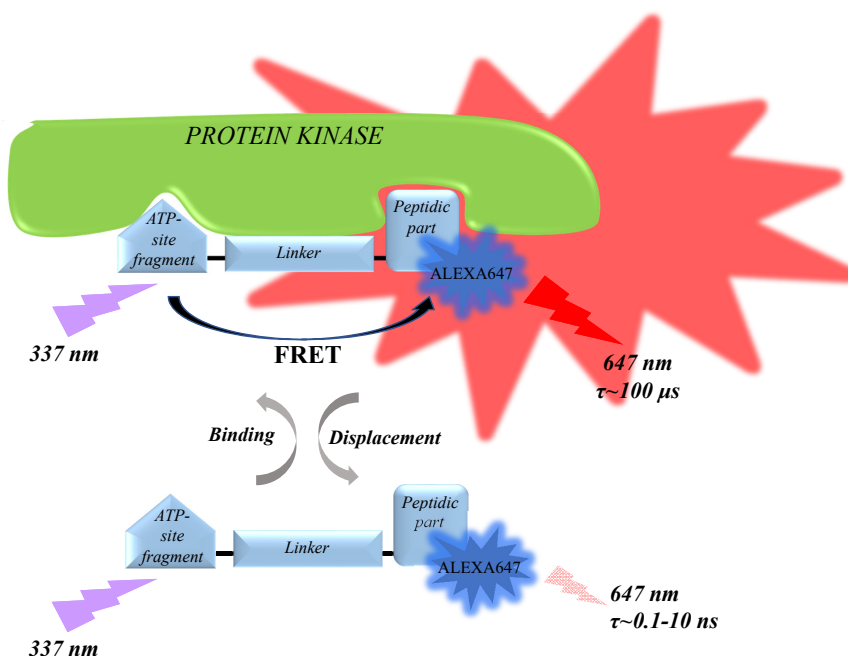 PROTEIN KINASE
ATP-
site
fragment
Linker
Peptidic
part
ALEXA647
337 nm
FRET
647 nm
τ~100 µs
Binding
Displacement
ATP-
site
fragment
Linker
Peptidic
part
ALEXA647
337 nm
647 nm
τ~0.1-10 ns